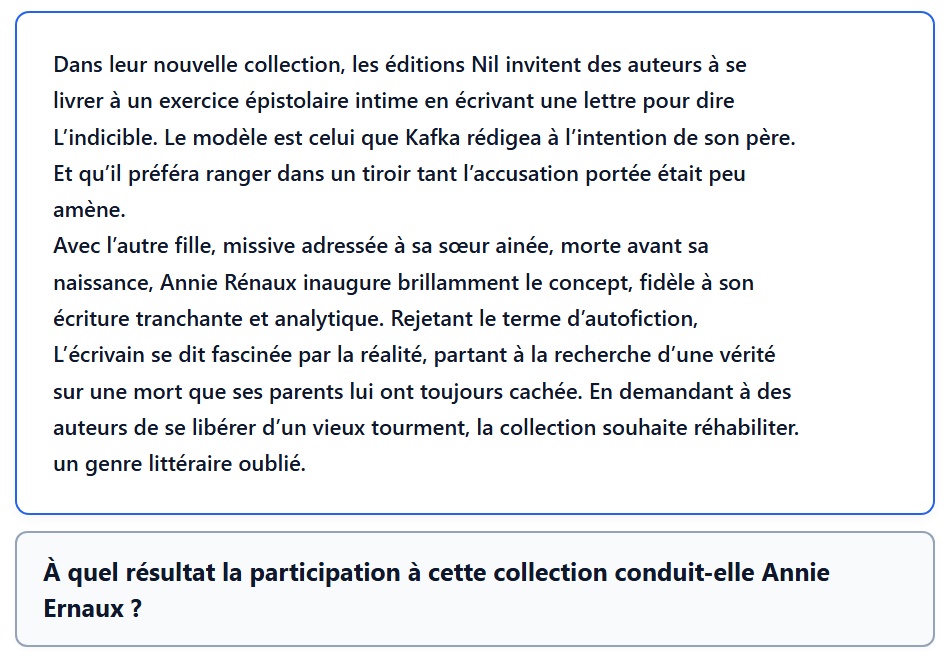 Dans leur nouvelle collection, les éditions Nil invitent des auteurs à se
livrer à un exercice épistolaire intime en écrivant une lettre pour dire
L’indicible. Le modèle est celui que Kafka rédigea à l’intention de son père.
Et qu’il préféra ranger dans un tiroir tant l’accusation portée était peu
amène.
Avec l’autre fille, missive adressée à sa sœur ainée, morte avant sa
naissance, Annie Rénaux inaugure brillamment le concept, fidèle à son
écriture tranchante et analytique. Rejetant le terme d’autofiction,
L’écrivain se dit fascinée par la réalité, partant à la recherche d’une vérité
sur une mort que ses parents lui ont toujours cachée. En demandant à des
auteurs de se libérer d’un vieux tourment, la collection souhaite réhabiliter.
un genre littéraire oublié.
À quel résultat la participation à cette collection conduit-elle Annie
Ernaux ?